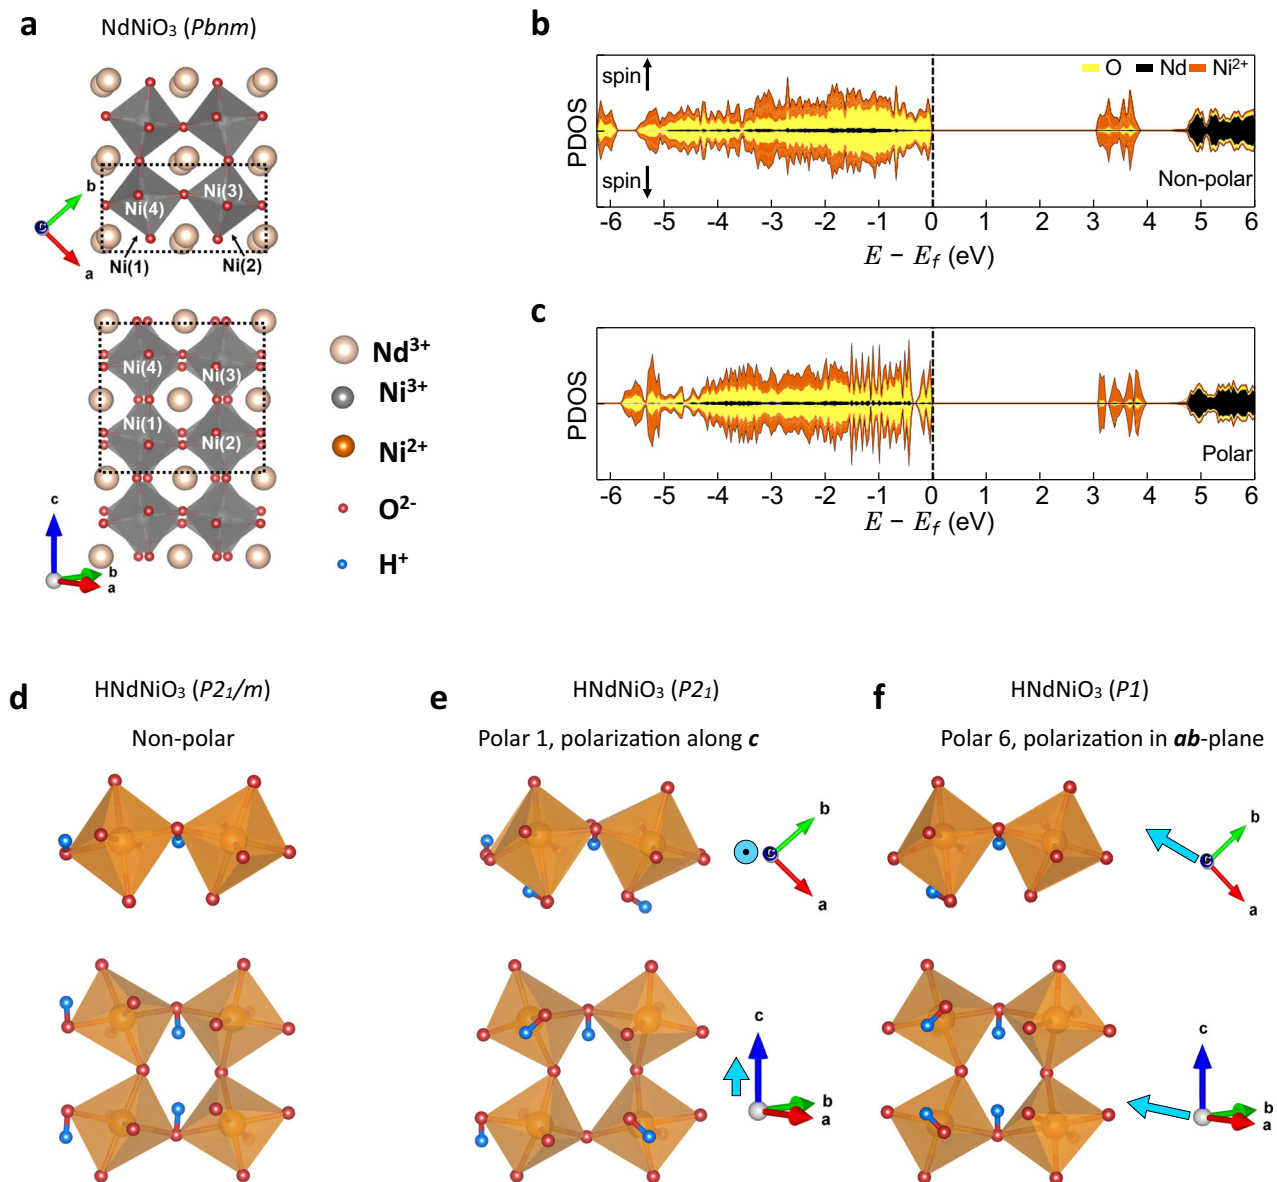 a
NdNiO₃ (Pbnm)
b
a
c
Ni(3)
Ni(4)
Ni(1)
Ni(2)
Ni(4)
Ni(3)
Ni(1)
Ni(2)
c
b
a
Nd³⁺
Ni³⁺
Ni²⁺
O²⁻
H⁺
b
spin
spin
O Nd Ni²⁺
Non-polar
PDOS
-6 -5 -4 -3 -2 -1 0 1 2 3 4 5 6
E − E_f (eV)
c
Polar
PDOS
-6 -5 -4 -3 -2 -1 0 1 2 3 4 5 6
E − E_f (eV)
d
HNdNiO₃ (P2₁/m)
Non-polar
e
HNdNiO₃ (P2₁)
Polar 1, polarization along c
b
c
a
c
b
a
f
HNdNiO₃ (P1)
Polar 6, polarization in ab-plane
b
c
a
c
b
a